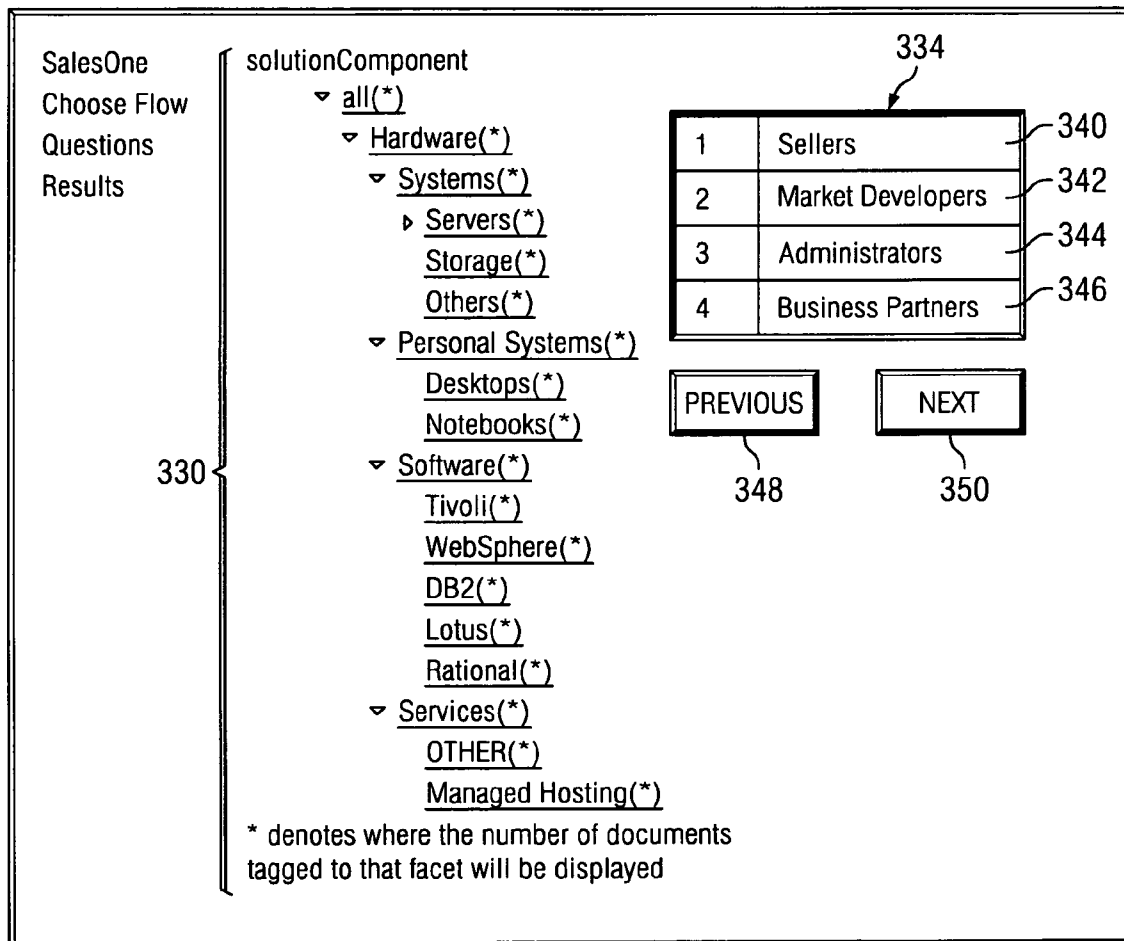 SalesOne
Choose Flow
Questions
Results
330
solutionComponent
▿ all(*)
▿ Hardware(*)
▿ Systems(*)
▹ Servers(*)
Storage(*)
Others(*)
▿ Personal Systems(*)
Desktops(*)
Notebooks(*)
▿ Software(*)
Tivoli(*)
WebSphere(*)
DB2(*)
Lotus(*)
Rational(*)
▿ Services(*)
OTHER(*)
Managed Hosting(*)
* denotes where the number of documents
tagged to that facet will be displayed
334
1 Sellers 340
2 Market Developers 342
3 Administrators 344
4 Business Partners 346
PREVIOUS NEXT
348 350